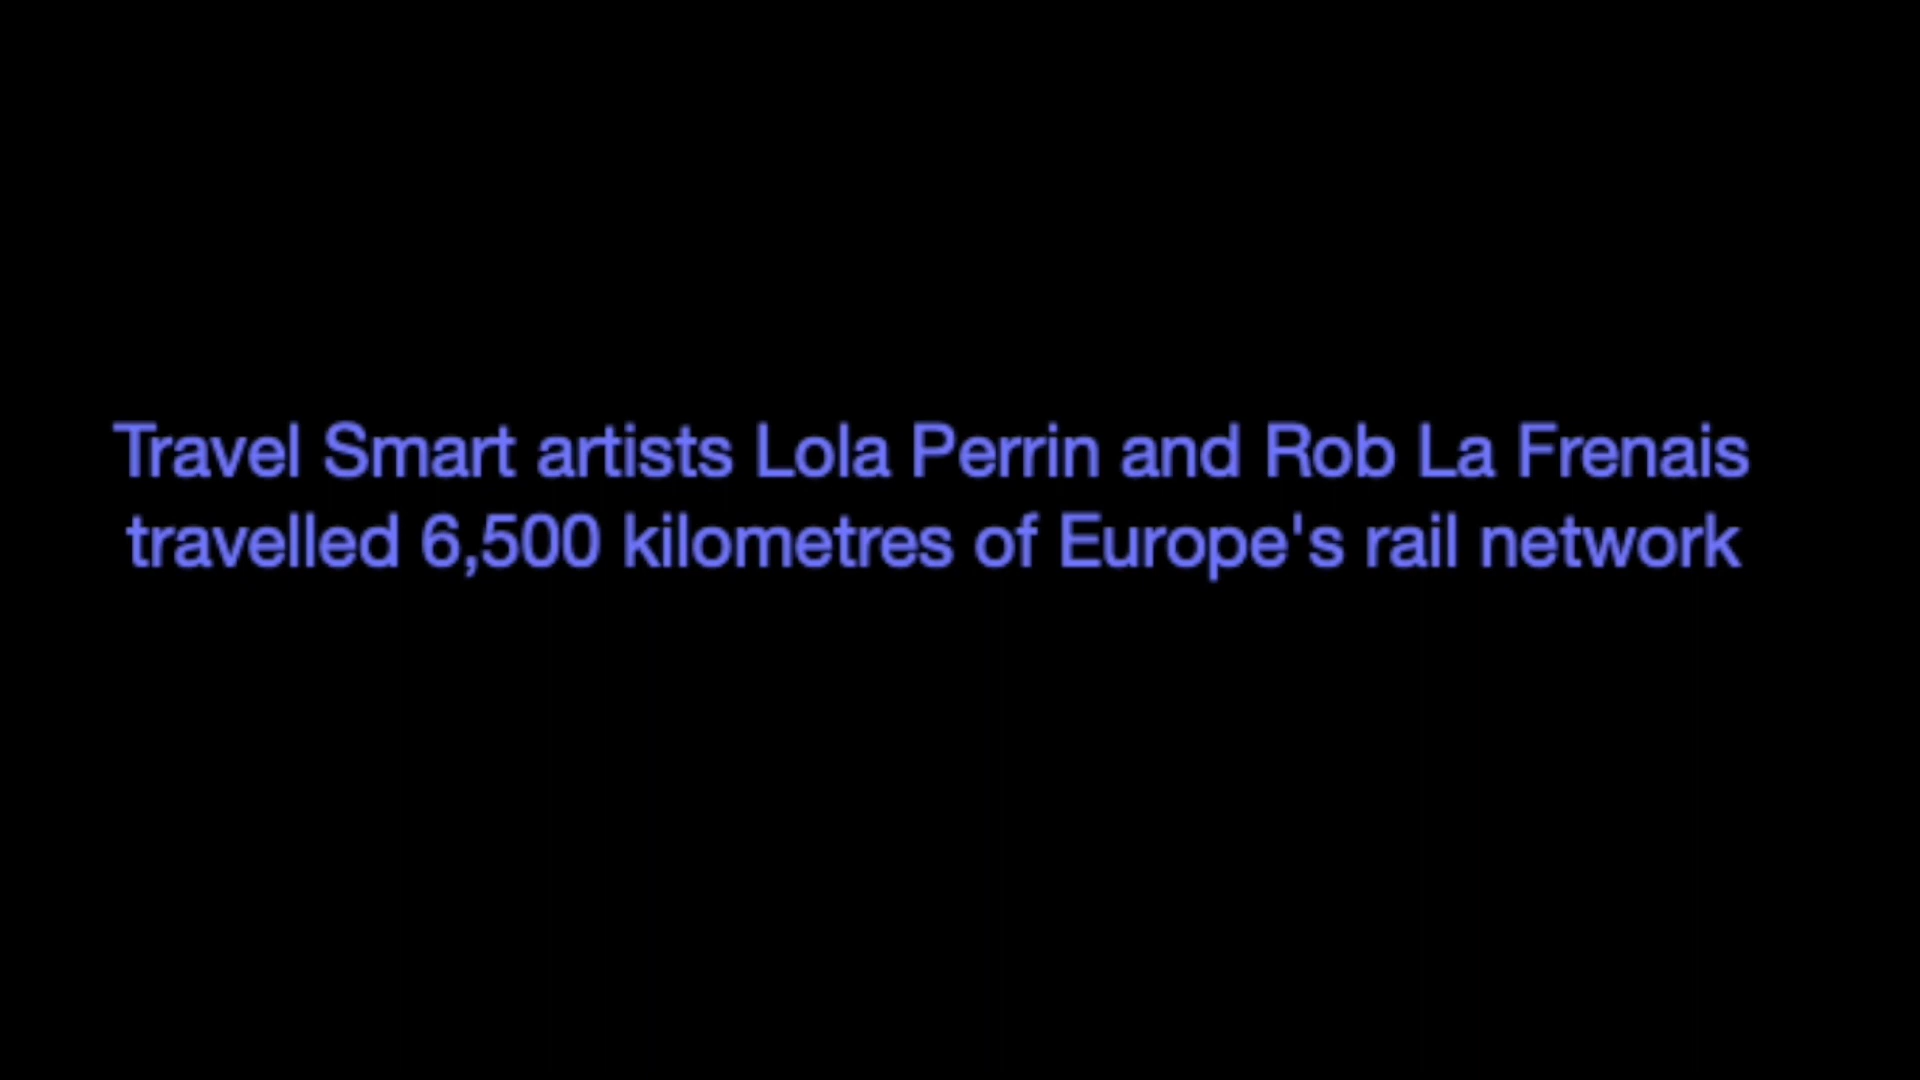 Travel Smart artists Lola Perrin and Rob La Frenais
travelled 6,500 kilometres of Europe's rail network